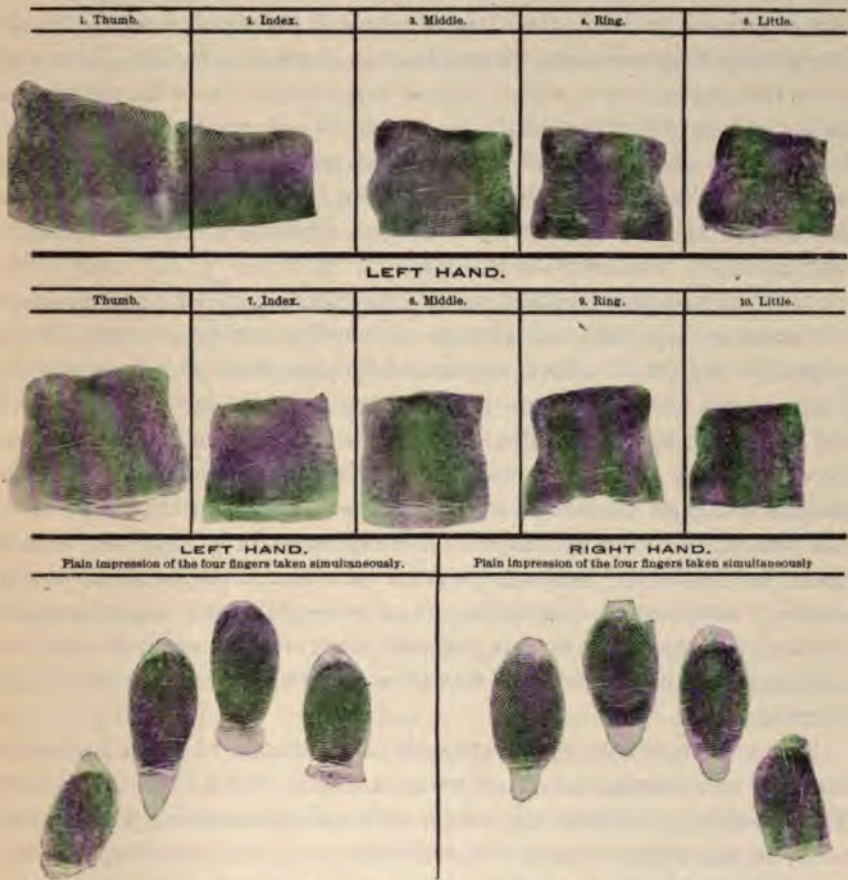 1. Thumb. 2. Index. 3. Middle. 4. Ring. 5. Little.
LEFT HAND.
Thumb. 7. Index. 8. Middle. 9. Ring. 10. Little.
LEFT HAND.
Plain impression of the four fingers taken simultaneously.
RIGHT HAND.
Plain impression of the four fingers taken simultaneously